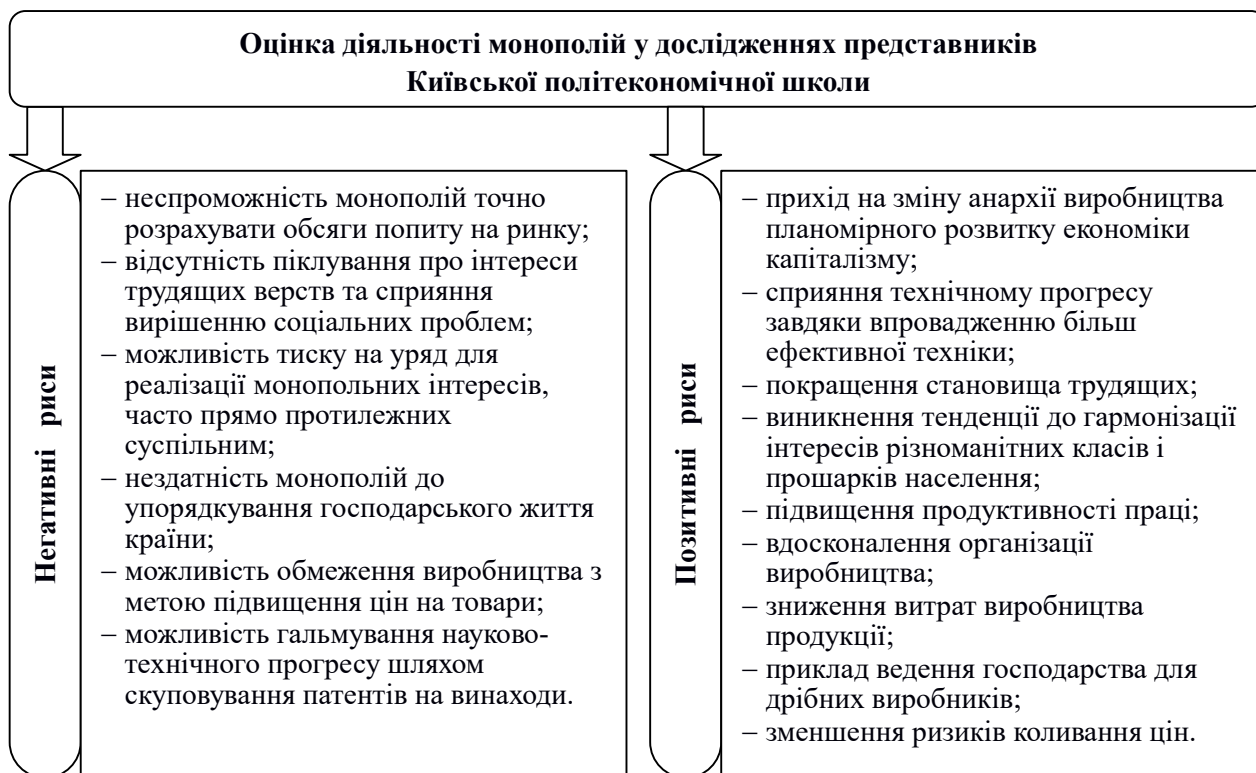 Оцінка діяльності монополій у дослідженнях представників
Київської політекономічної школи
Негативні риси
– неспроможність монополій точно
розрахувати обсяги попиту на ринку;
– відсутність піклування про інтереси
трудящих верств та сприяння
вирішенню соціальних проблем;
– можливість тиску на уряд для
реалізації монопольних інтересів,
часто прямо протилежних
суспільним;
– нездатність монополій до
упорядкування господарського життя
країни;
– можливість обмеження виробництва з
метою підвищення цін на товари;
– можливість гальмування науково-
технічного прогресу шляхом
скуповування патентів на винаходи.
Позитивні риси
– прихід на зміну анархії виробництва
планомірного розвитку економіки
капіталізму;
– сприяння технічному прогресу
завдяки впровадженню більш
ефективної техніки;
– покращення становища трудящих;
– виникнення тенденції до гармонізації
інтересів різноманітних класів і
прошарків населення;
– підвищення продуктивності праці;
– вдосконалення організації
виробництва;
– зниження витрат виробництва
продукції;
– приклад ведення господарства для
дрібних виробників;
– зменшення ризиків коливання цін.